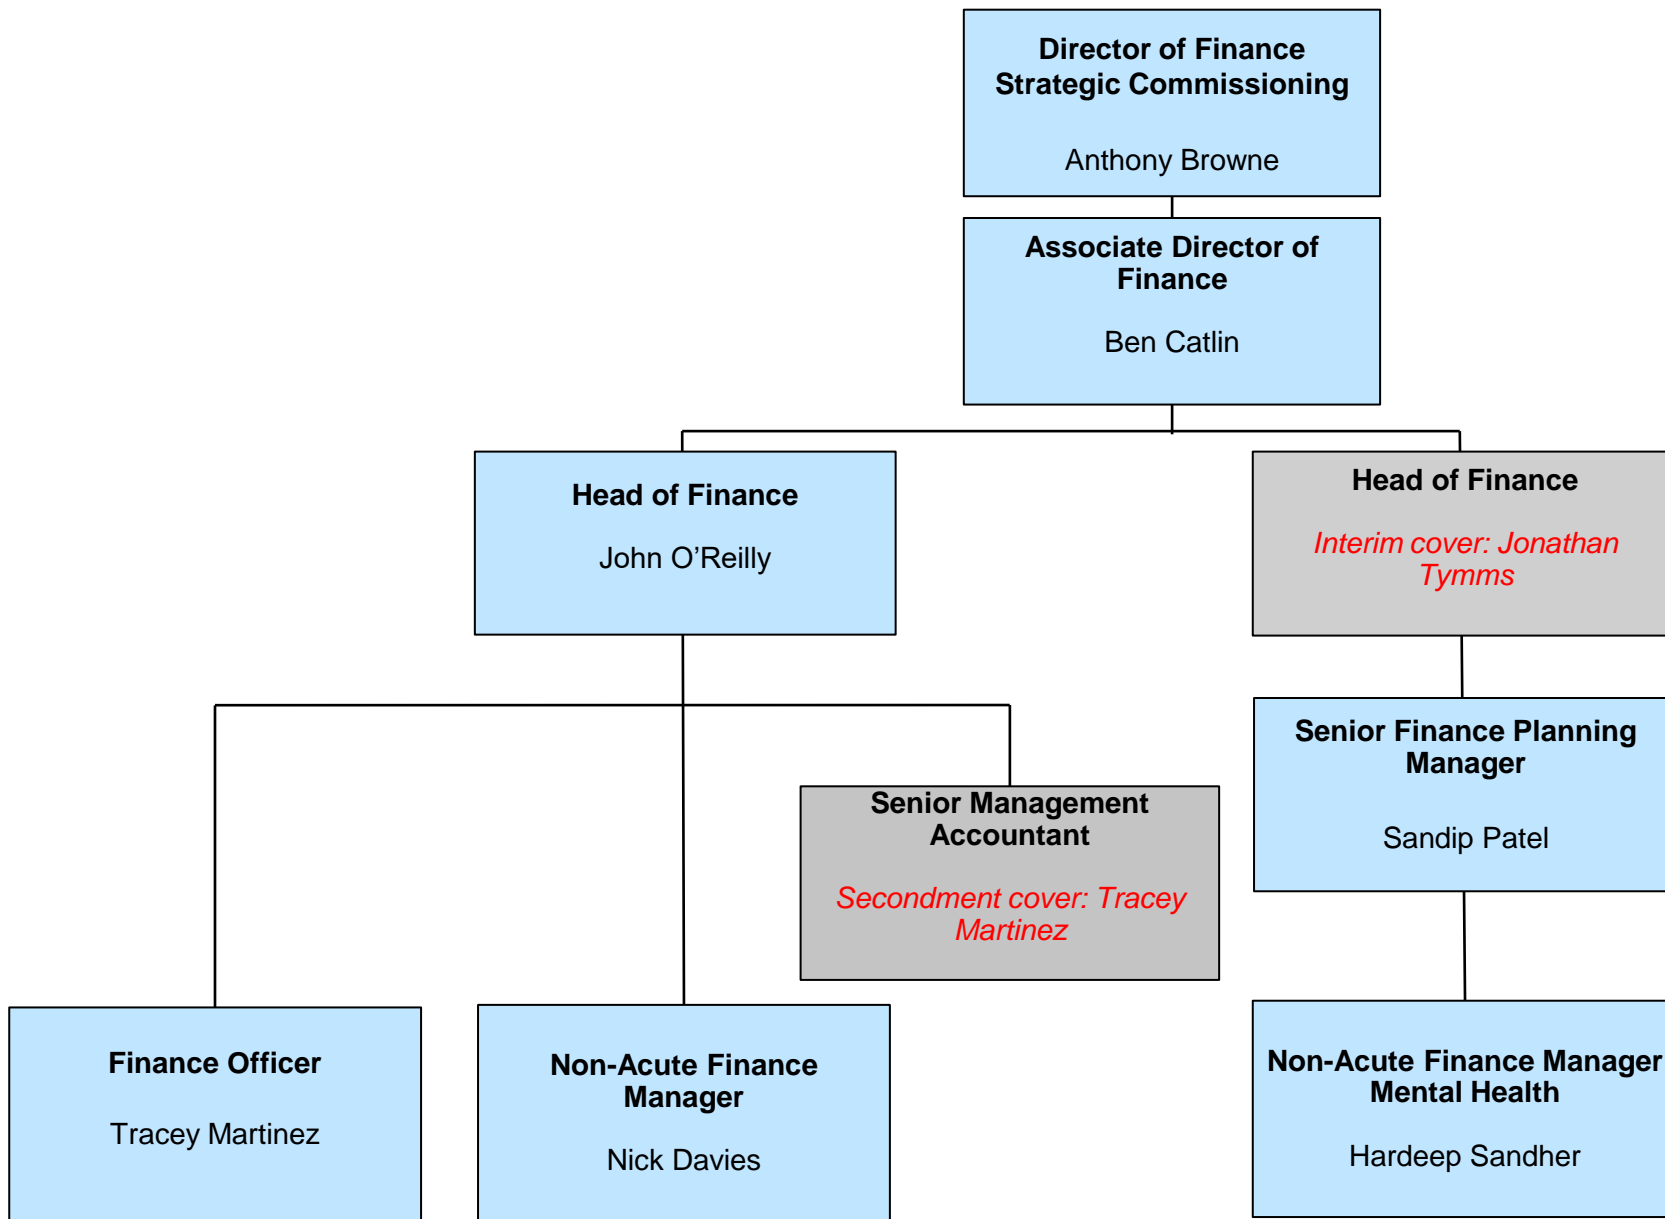 Director of Finance
Strategic Commissioning
Anthony Browne
Associate Director of
Finance
Ben Catlin
Head of Finance
John O’Reilly
Head of Finance
Interim cover: Jonathan
Tymms
Senior Finance Planning
Manager
Sandip Patel
Senior Management
Accountant
Secondment cover: Tracey
Martinez
Finance Officer
Tracey Martinez
Non-Acute Finance
Manager
Nick Davies
Non-Acute Finance Manager
Mental Health
Hardeep Sandher